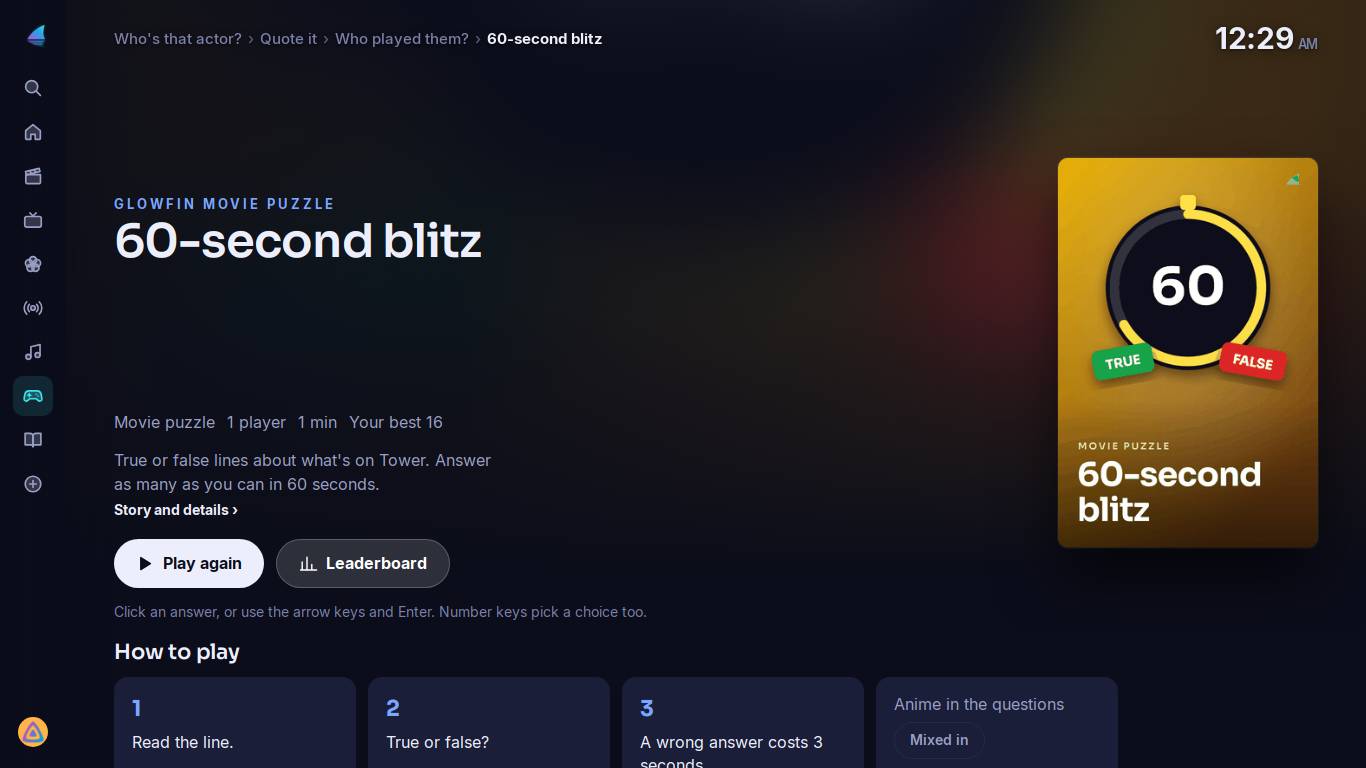 Who's that actor? › Quote it › Who played them? › 60-second blitz
12:29 AM
GLOWFIN MOVIE PUZZLE
60-second blitz
60
TRUE
FALSE
MOVIE PUZZLE
60-second
blitz
Movie puzzle 1 player 1 min Your best 16
True or false lines about what's on Tower. Answer
as many as you can in 60 seconds.
Story and details ›
Play again
Leaderboard
Click an answer, or use the arrow keys and Enter. Number keys pick a choice too.
How to play
1
Read the line.
2
True or false?
3
A wrong answer costs 3
seconds
Anime in the questions
Mixed in